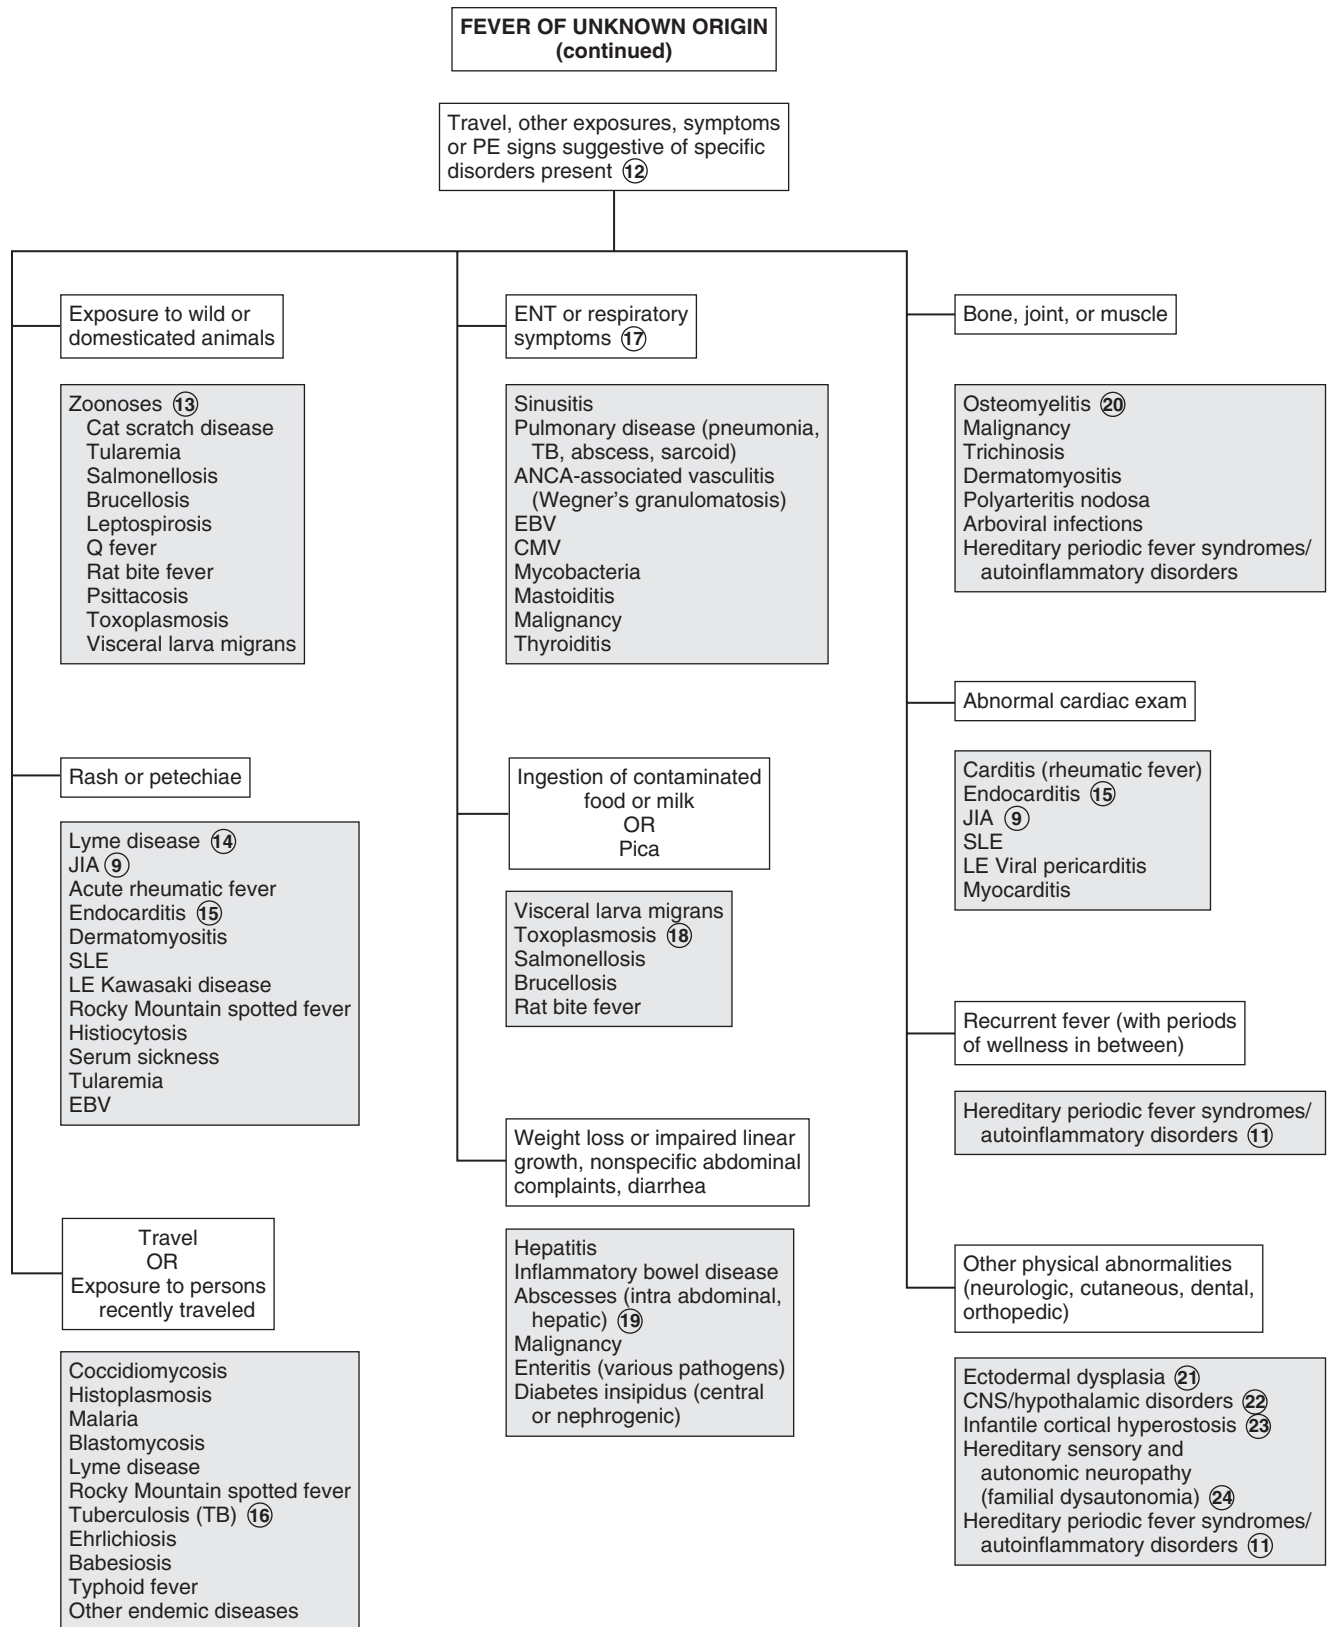 FEVER OF UNKNOWN ORIGIN
(continued)
Travel, other exposures, symptoms
or PE signs suggestive of specific
disorders present 12
Exposure to wild or
domesticated animals
Zoonoses 13
Cat scratch disease
Tularemia
Salmonellosis
Brucellosis
Leptospirosis
Q fever
Rat bite fever
Psittacosis
Toxoplasmosis
Visceral larva migrans
Rash or petechiae
Lyme disease 14
JIA 9
Acute rheumatic fever
Endocarditis 15
Dermatomyositis
SLE
LE Kawasaki disease
Rocky Mountain spotted fever
Histiocytosis
Serum sickness
Tularemia
EBV
Travel
OR
Exposure to persons
recently traveled
Coccidiomycosis
Histoplasmosis
Malaria
Blastomycosis
Lyme disease
Rocky Mountain spotted fever
Tuberculosis (TB) 16
Ehrlichiosis
Babesiosis
Typhoid fever
Other endemic diseases
ENT or respiratory
symptoms 17
Sinusitis
Pulmonary disease (pneumonia,
TB, abscess, sarcoid)
ANCA-associated vasculitis
(Wegner's granulomatosis)
EBV
CMV
Mycobacteria
Mastoiditis
Malignancy
Thyroiditis
Ingestion of contaminated
food or milk
OR
Pica
Visceral larva migrans
Toxoplasmosis 18
Salmonellosis
Brucellosis
Rat bite fever
Weight loss or impaired linear
growth, nonspecific abdominal
complaints, diarrhea
Hepatitis
Inflammatory bowel disease
Abscesses (intra abdominal,
hepatic) 19
Malignancy
Enteritis (various pathogens)
Diabetes insipidus (central
or nephrogenic)
Bone, joint, or muscle
Osteomyelitis 20
Malignancy
Trichinosis
Dermatomyositis
Polyarteritis nodosa
Arboviral infections
Hereditary periodic fever syndromes/
autoinflammatory disorders
Abnormal cardiac exam
Carditis (rheumatic fever)
Endocarditis 15
JIA 9
SLE
LE Viral pericarditis
Myocarditis
Recurrent fever (with periods
of wellness in between)
Hereditary periodic fever syndromes/
autoinflammatory disorders 11
Other physical abnormalities
(neurologic, cutaneous, dental,
orthopedic)
Ectodermal dysplasia 21
CNS/hypothalamic disorders 22
Infantile cortical hyperostosis 23
Hereditary sensory and
autonomic neuropathy
(familial dysautonomia) 24
Hereditary periodic fever syndromes/
autoinflammatory disorders 11